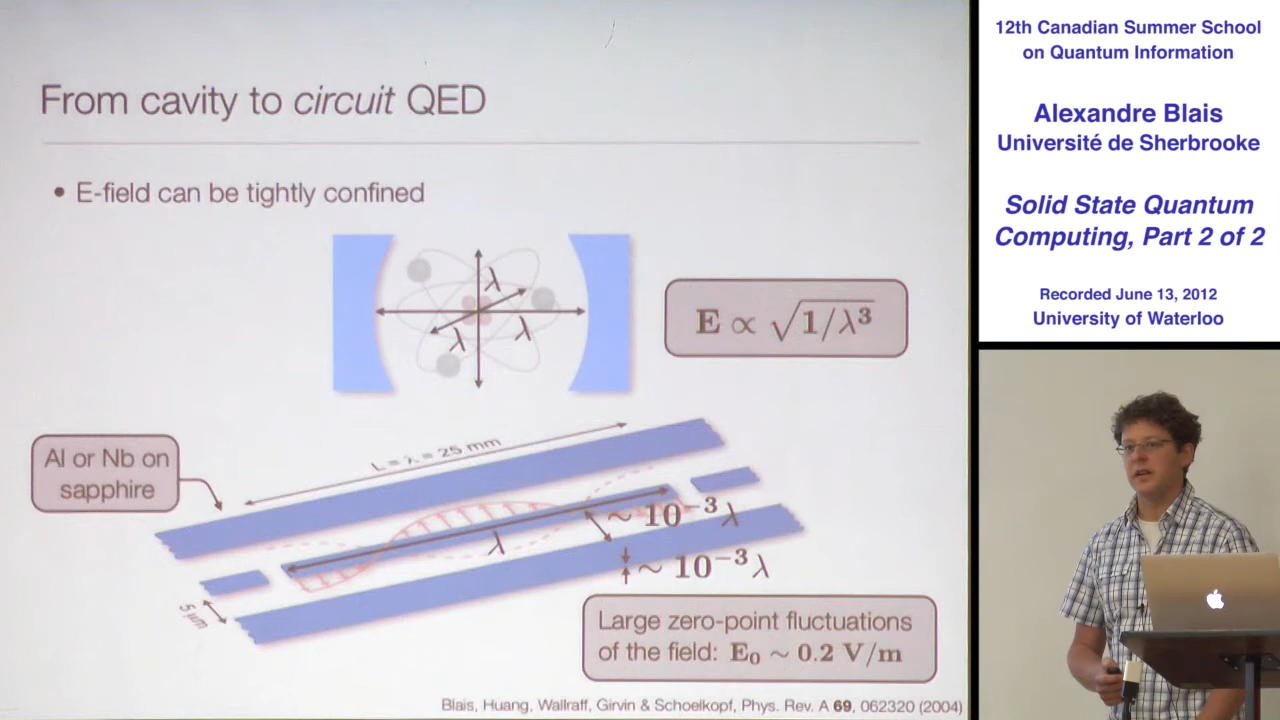 From cavity to circuit QED
• E-field can be tightly confined
λ
λ
λ
E ∝ √1/λ³
Al or Nb on
sapphire
L = λ = 25 mm
~ 10⁻³λ
λ
~ 10⁻³λ
5 μm
Large zero-point fluctuations
of the field: E₀ ~ 0.2 V/m
Blais, Huang, Wallraff, Girvin & Schoelkopf, Phys. Rev. A 69, 062320 (2004)
12th Canadian Summer School
on Quantum Information
Alexandre Blais
Université de Sherbrooke
Solid State Quantum
Computing, Part 2 of 2
Recorded June 13, 2012
University of Waterloo